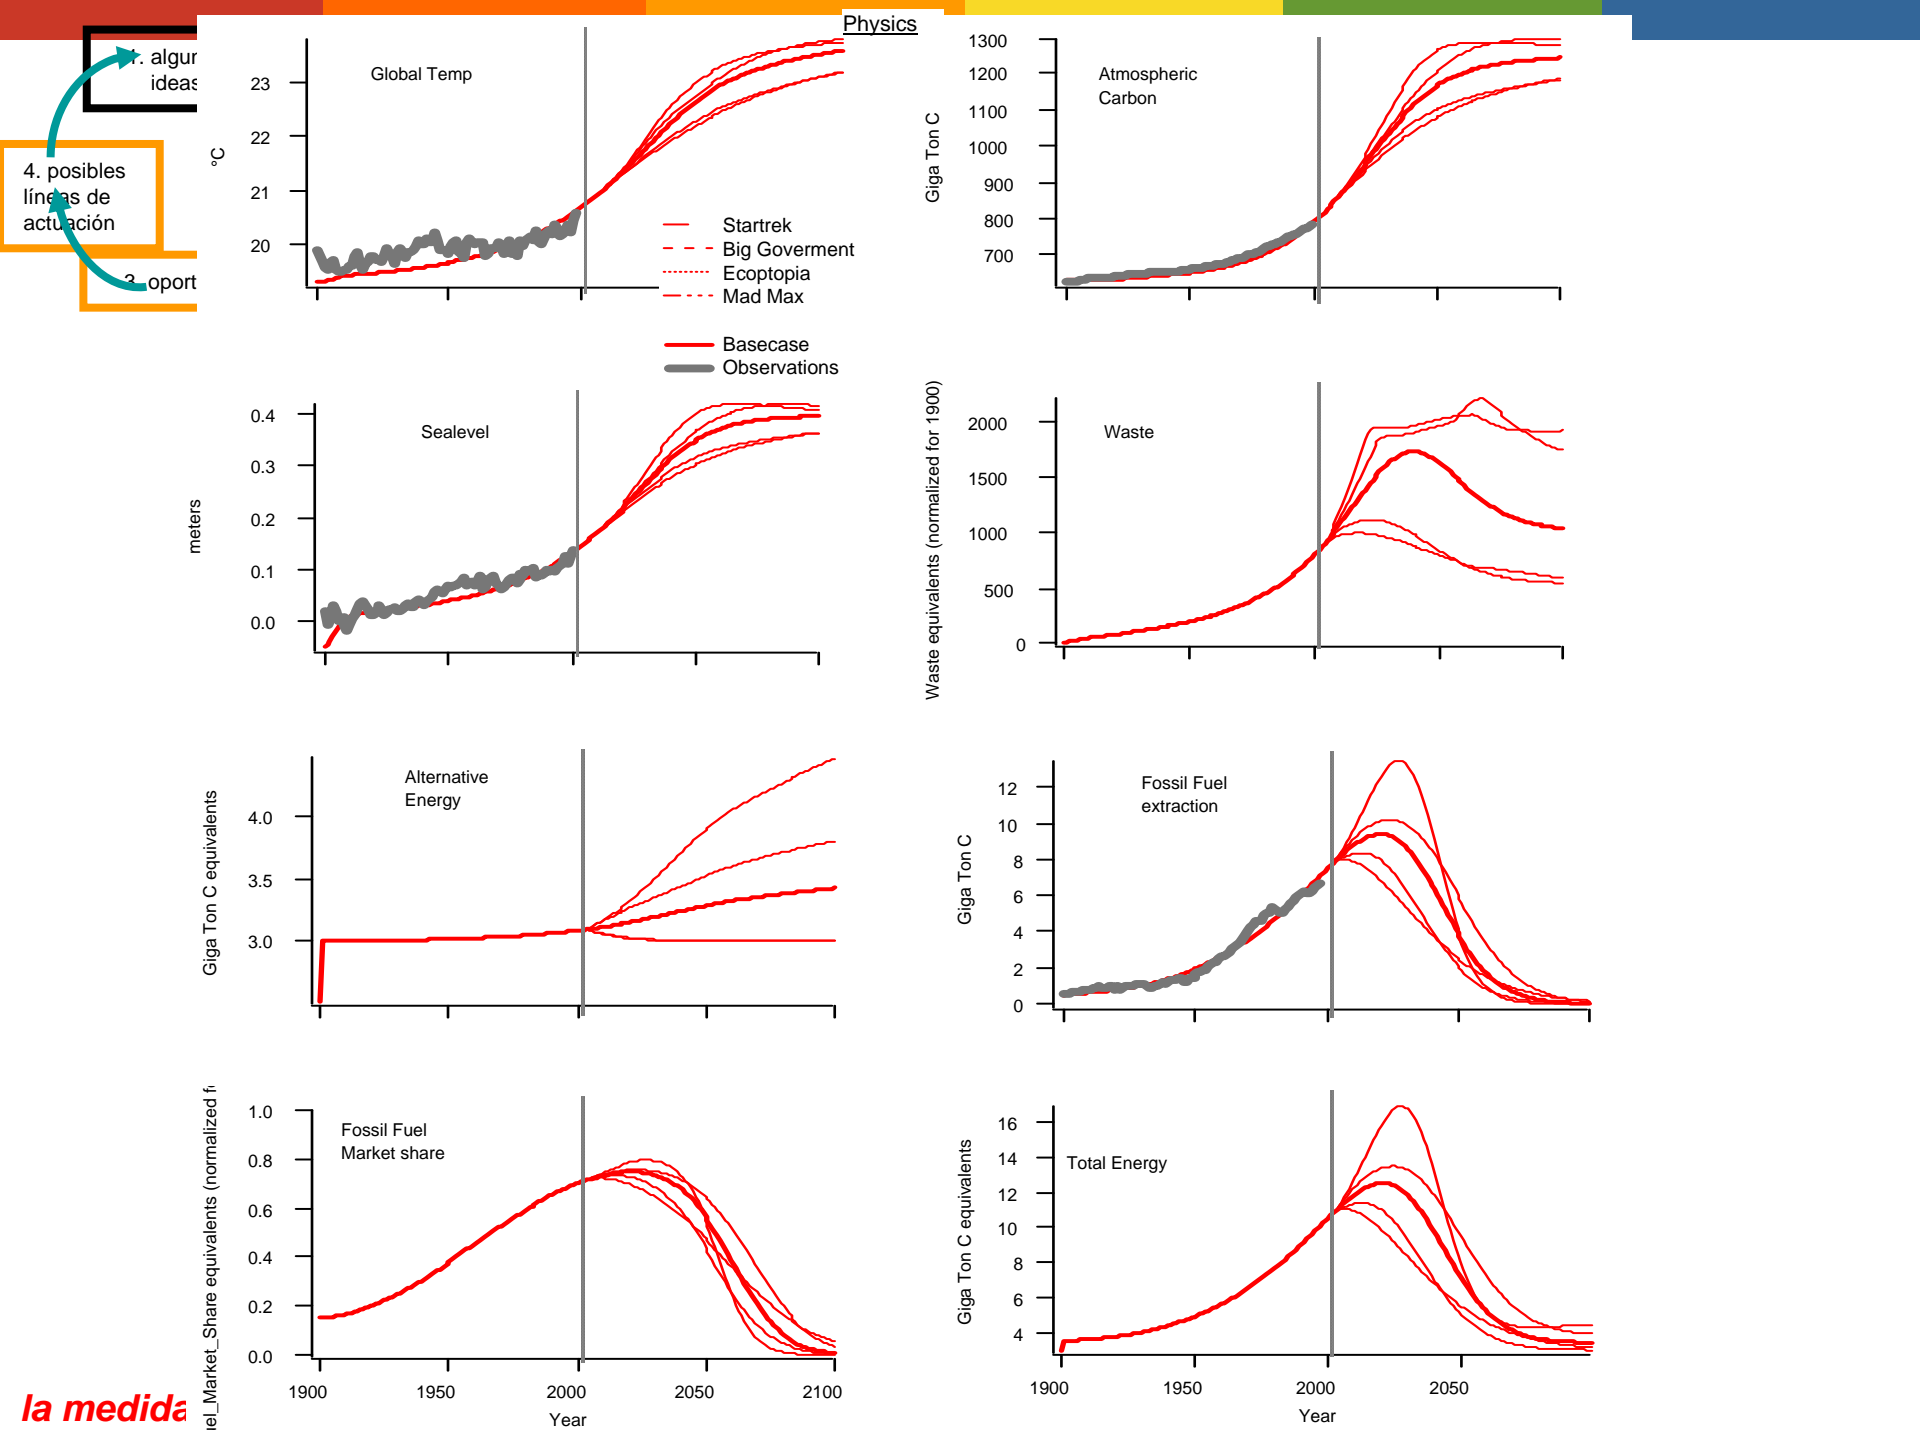 Physics
1. algun
ideas
4. posibles
líneas de
actuación
3. oport
Global Temp
°C
23
22
21
20
Startrek
Big Goverment
Ecoptopia
Mad Max
Basecase
Observations
Atmospheric
Carbon
Giga Ton C
1300
1200
1100
1000
900
800
700
Sealevel
meters
0.4
0.3
0.2
0.1
0.0
Waste
Waste equivalents (normalized for 1900)
2000
1500
1000
500
0
Alternative
Energy
Giga Ton C equivalents
4.0
3.5
3.0
Fossil Fuel
extraction
Giga Ton C
12
10
8
6
4
2
0
Fossil Fuel
Market share
uel_Market_Share equivalents (normalized f
1.0
0.8
0.6
0.4
0.2
0.0
1900 1950 2000 2050 2100
Year
Total Energy
Giga Ton C equivalents
16
14
12
10
8
6
4
1900 1950 2000 2050
Year
la medida